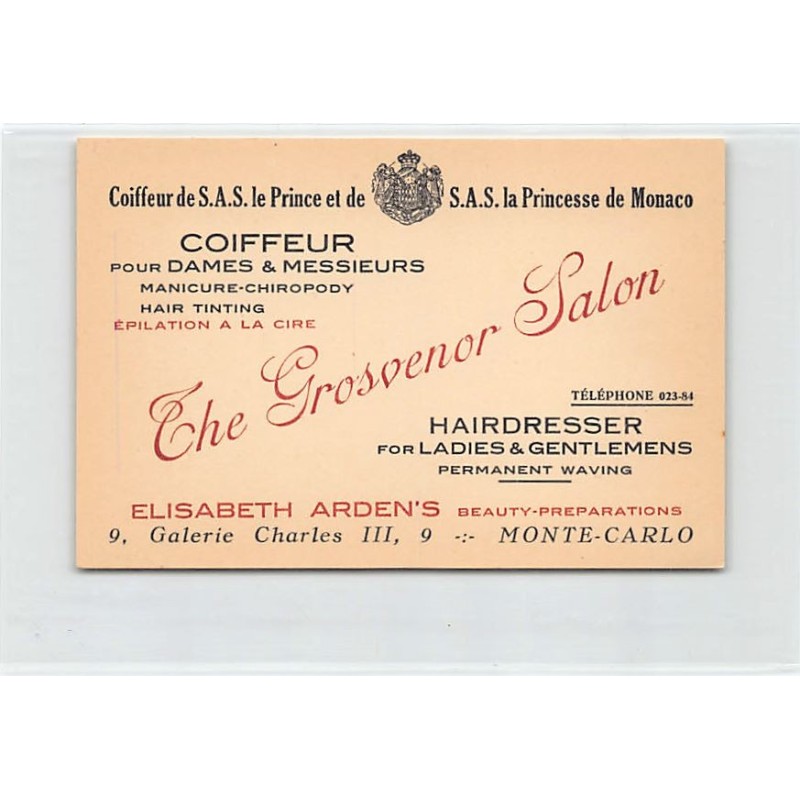 Coiffeur de S.A.S. le Prince et de S.A.S. la Princesse de Monaco
COIFFEUR
POUR DAMES & MESSIEURS
MANICURE-CHIROPODY
HAIR TINTING
ÉPILATION A LA CIRE
The Grosvenor Salon
TÉLÉPHONE 023-84
HAIRDRESSER
FOR LADIES & GENTLEMENS
PERMANENT WAVING
ELISABETH ARDEN'S BEAUTY-PREPARATIONS
9, Galerie Charles III, 9 -:- MONTE-CARLO